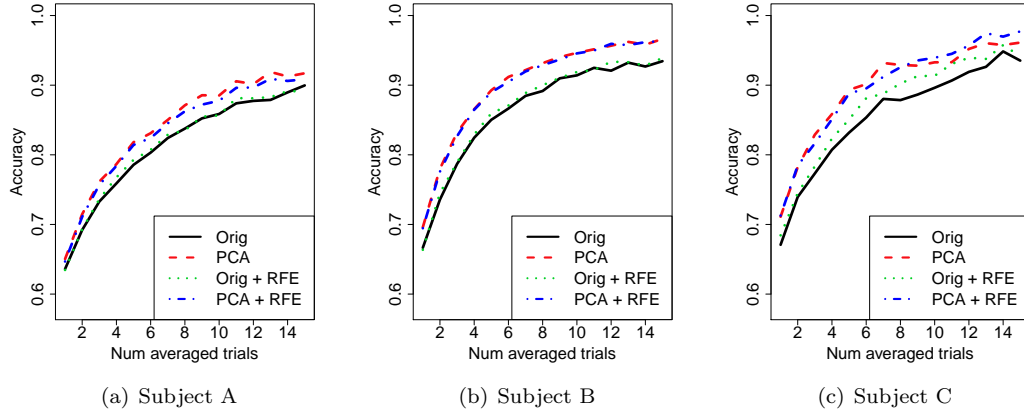 Accuracy
1.0
0.9
0.8
0.7
0.6
Orig
PCA
Orig + RFE
PCA + RFE
2 4 6 8 10 12 14
Num averaged trials
(a) Subject A
Accuracy
1.0
0.9
0.8
0.7
0.6
Orig
PCA
Orig + RFE
PCA + RFE
2 4 6 8 10 12 14
Num averaged trials
(b) Subject B
Accuracy
1.0
0.9
0.8
0.7
0.6
Orig
PCA
Orig + RFE
PCA + RFE
2 4 6 8 10 12 14
Num averaged trials
(c) Subject C